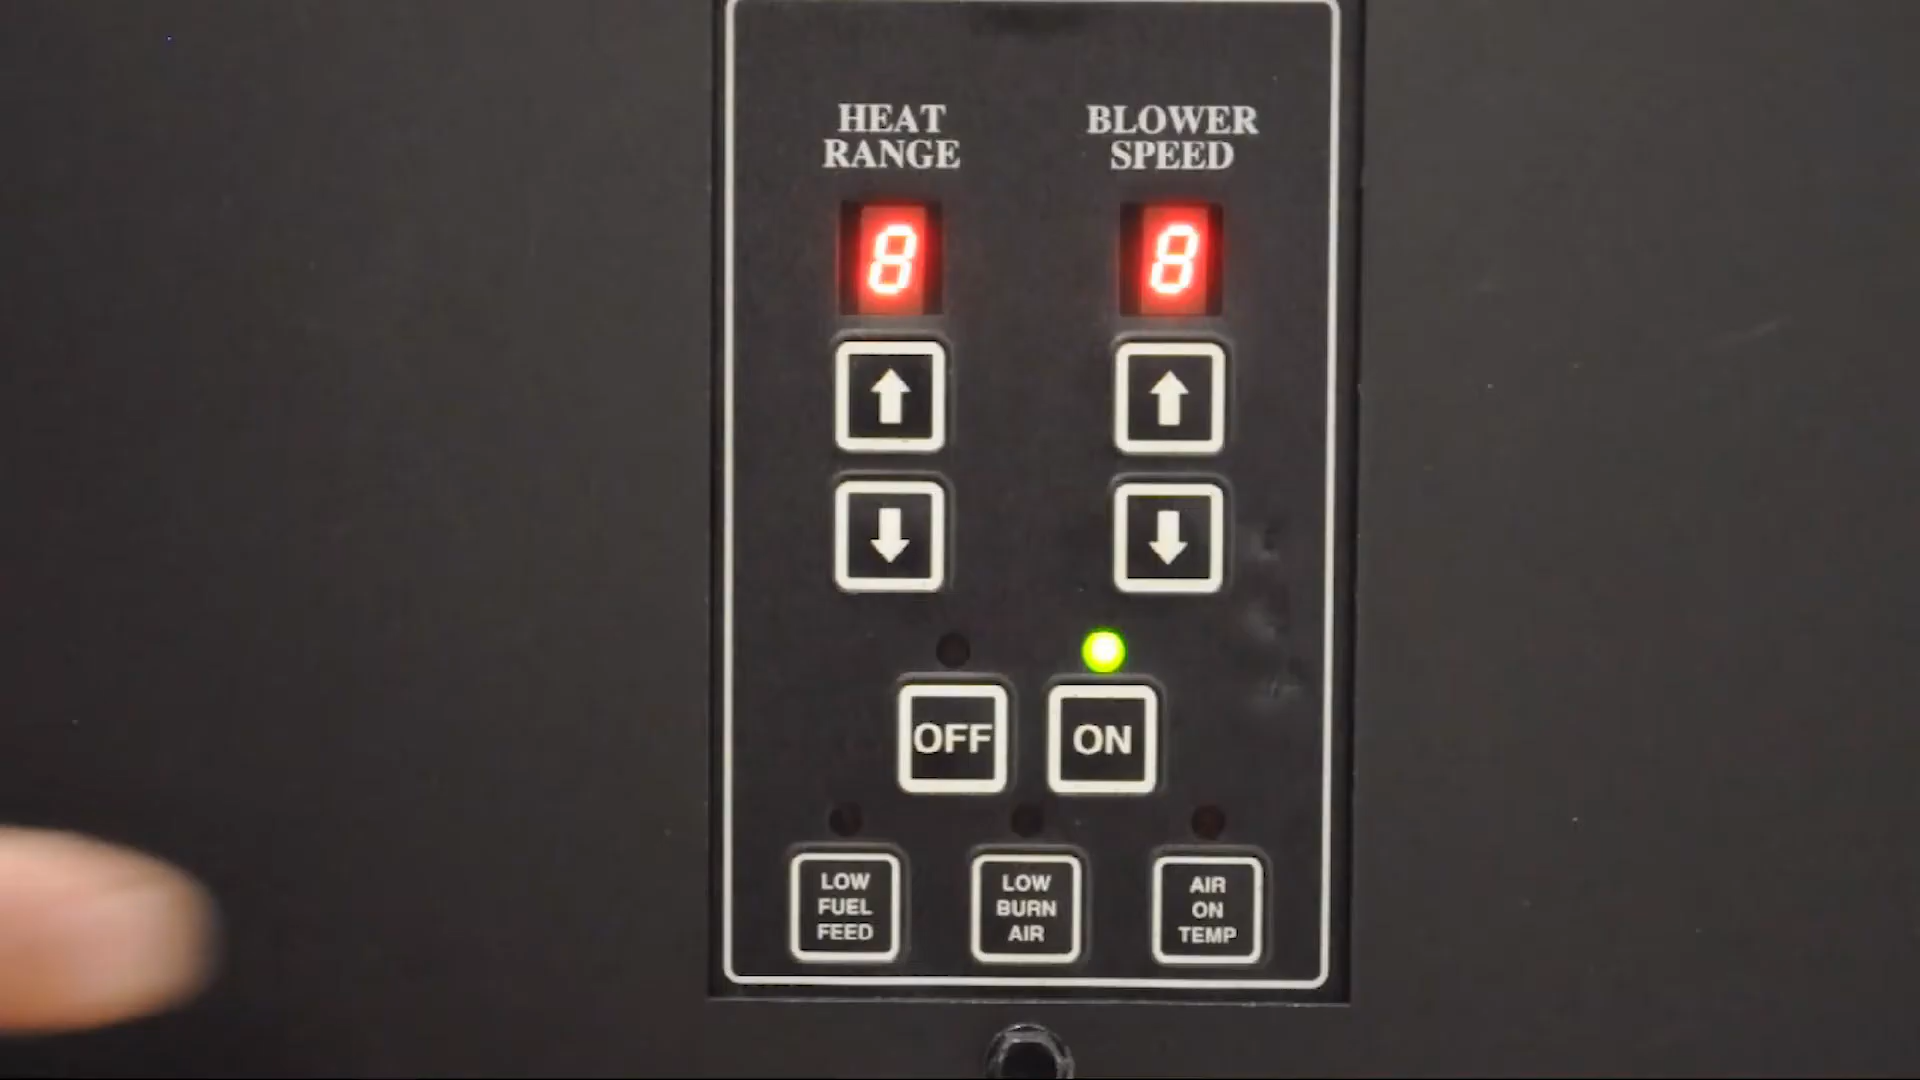 HEAT
RANGE
BLOWER
SPEED
8
8
OFF
ON
LOW
FUEL
FEED
LOW
BURN
AIR
AIR
ON
TEMP